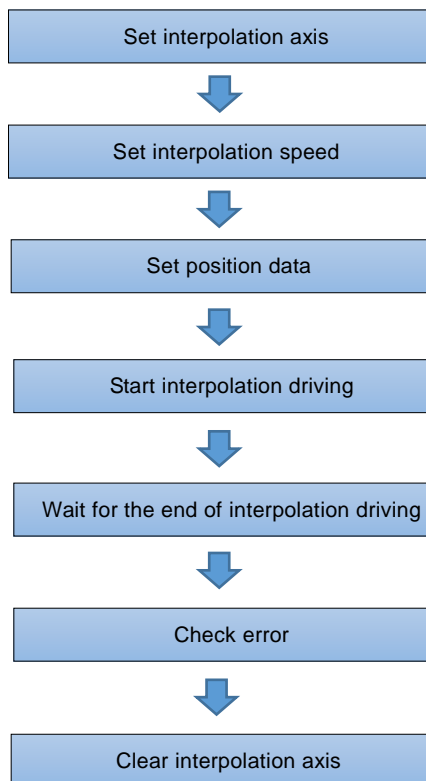 Set interpolation axis
Set interpolation speed
Set position data
Start interpolation driving
Wait for the end of interpolation driving
Check error
Clear interpolation axis